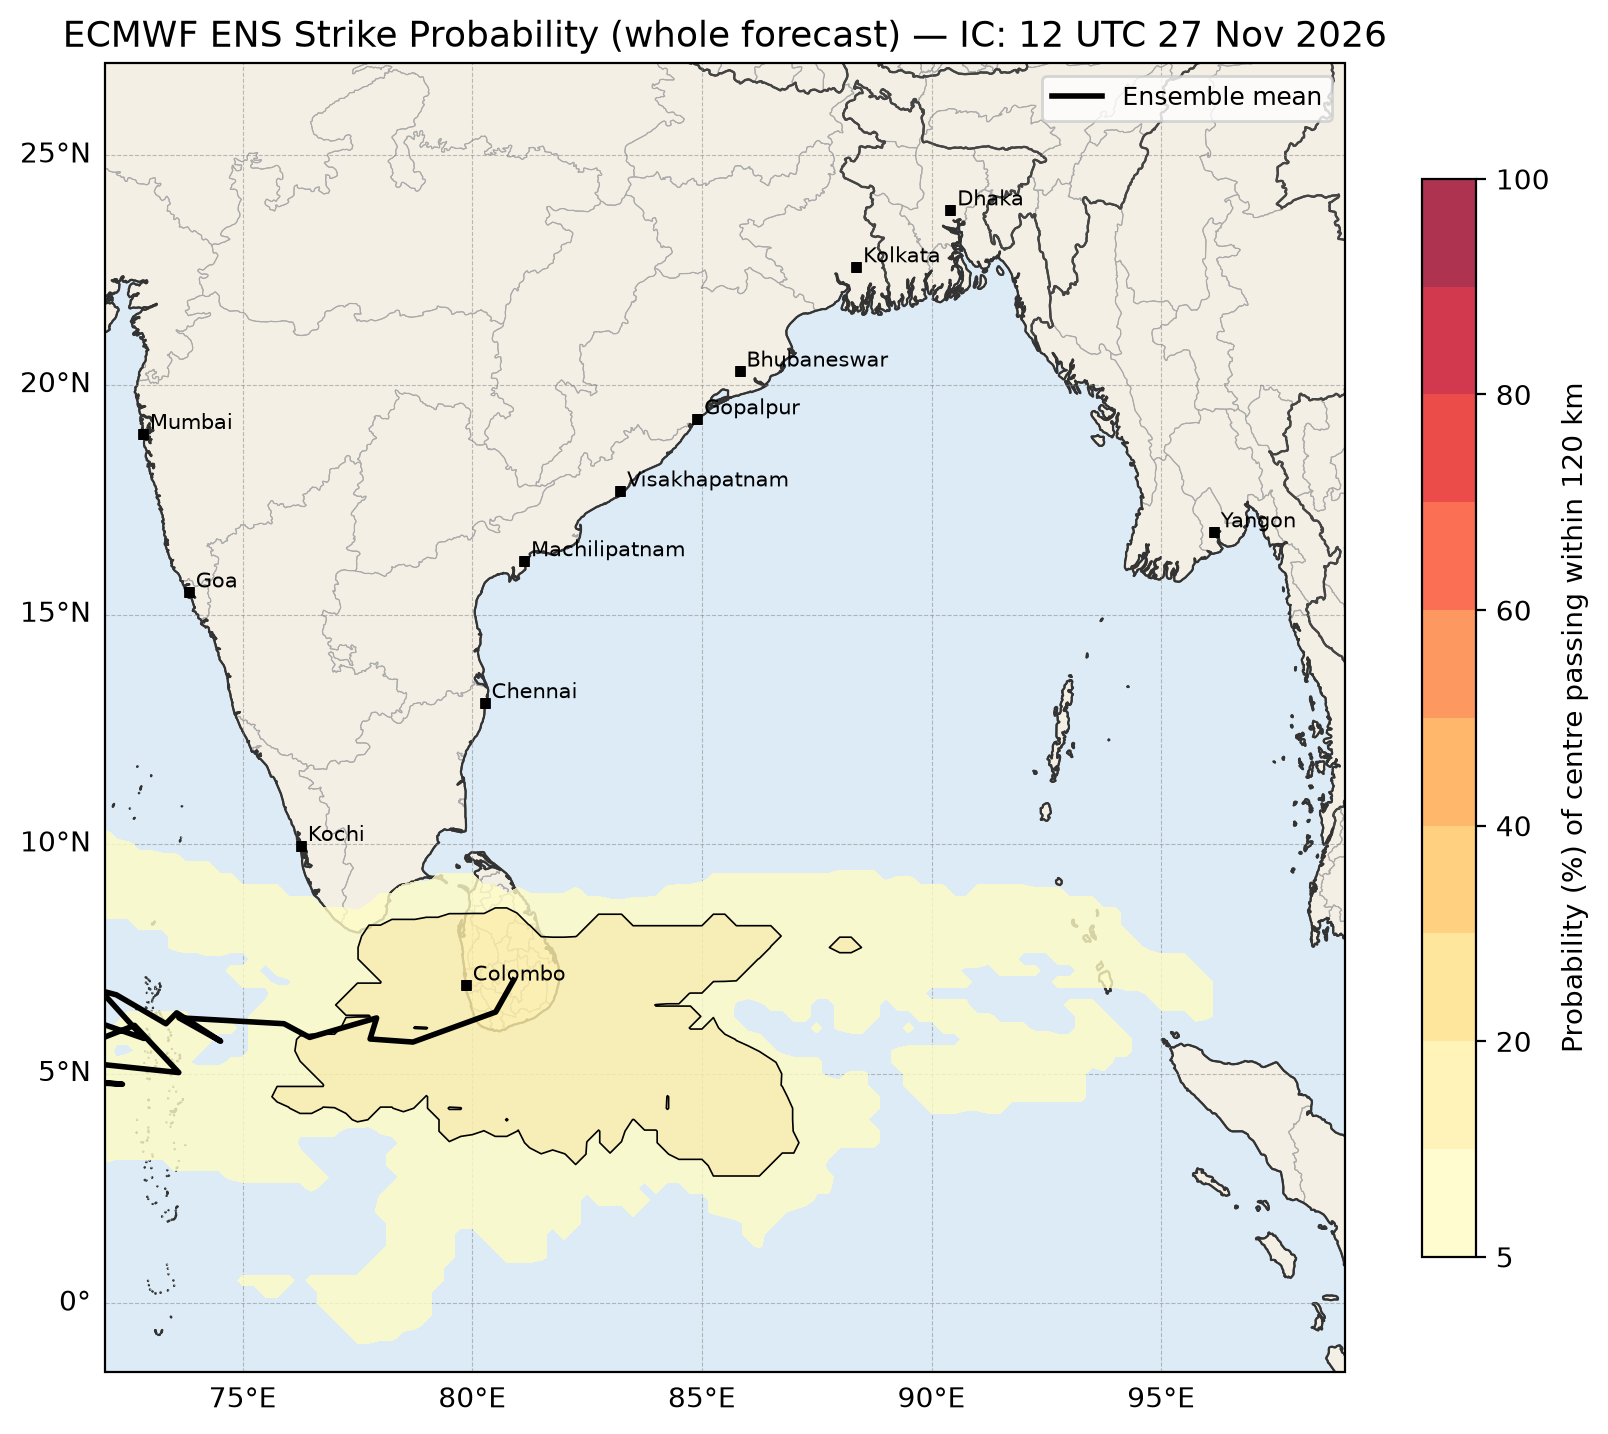 ECMWF ENS Strike Probability (whole forecast) — IC: 12 UTC 27 Nov 2026
Ensemble mean
25°N
20°N
15°N
10°N
5°N
0°
75°E
80°E
85°E
90°E
95°E
Dhaka
Kolkata
Bhubaneswar
Gopalpur
Mumbai
Visakhapatnam
Yangon
Machilipatnam
Goa
Chennai
Kochi
Colombo
100
80
60
40
20
5
Probability (%) of centre passing within 120 km